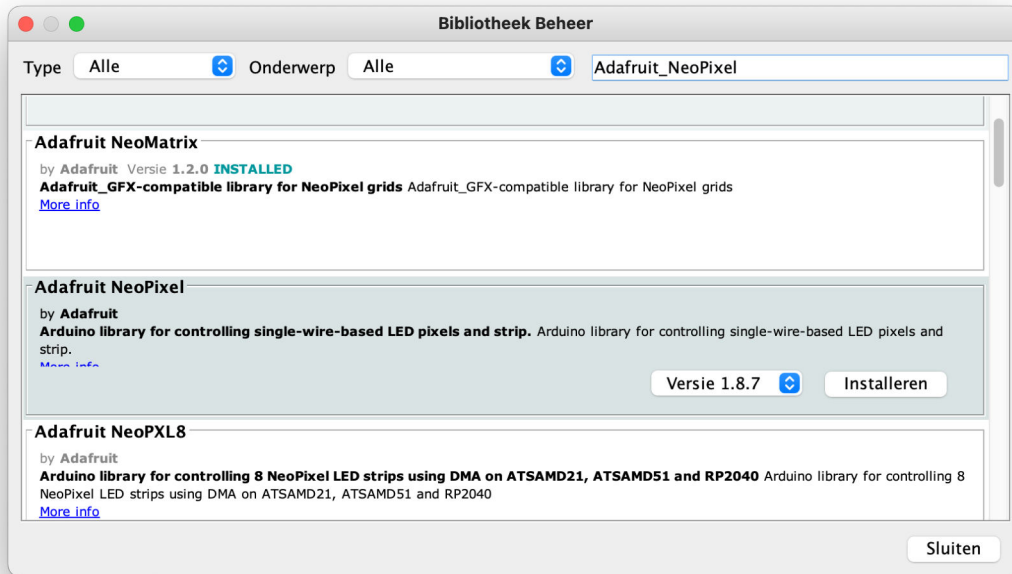 Bibliotheek Beheer
Type Alle Onderwerp Alle Adafruit_NeoPixel
Adafruit NeoMatrix
by Adafruit Versie 1.2.0 INSTALLED
Adafruit_GFX-compatible library for NeoPixel grids Adafruit_GFX-compatible library for NeoPixel grids
More info
Adafruit NeoPixel
by Adafruit
Arduino library for controlling single-wire-based LED pixels and strip. Arduino library for controlling single-wire-based LED pixels and
strip.
More info
Versie 1.8.7 Installeren
Adafruit NeoPXL8
by Adafruit
Arduino library for controlling 8 NeoPixel LED strips using DMA on ATSAMD21, ATSAMD51 and RP2040 Arduino library for controlling 8
NeoPixel LED strips using DMA on ATSAMD21, ATSAMD51 and RP2040
More info
Sluiten